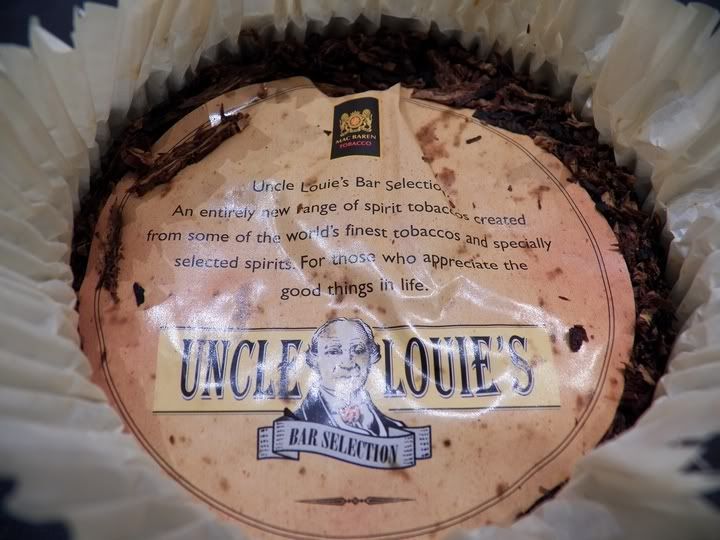 MAC BAREN
TOBACCO
Uncle Louie's Bar Selection
An entirely new range of spirit tobaccos created
from some of the world's finest tobaccos and specially
selected spirits. For those who appreciate the
good things in life.
UNCLE LOUIE'S
BAR SELECTION